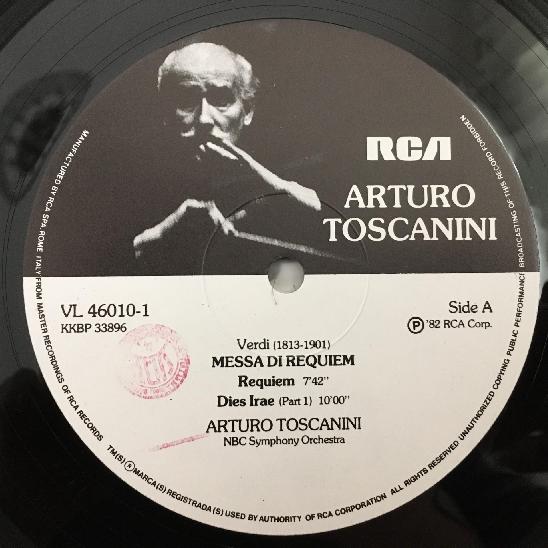 RCA
ARTURO
TOSCANINI
VL 46010-1
KKBP 33896
Side A
Ⓟ '82 RCA Corp.
Verdi (1813-1901)
MESSA DI REQUIEM
Requiem 7'42"
Dies Irae (Part 1) 10'00"
ARTURO TOSCANINI
NBC Symphony Orchestra
MANUFACTURED BY RCA SPA, ROME ITALY FROM MASTER RECORDINGS OF RCA RECORDS TM(S) ® MARCA(S) REGISTRADA(S) USED BY AUTHORITY OF RCA CORPORATION ALL RIGHTS RESERVED UNAUTHORIZED COPYING PUBLIC PERFORMANCE BROADCASTING OF THIS RECORD FORBIDDEN